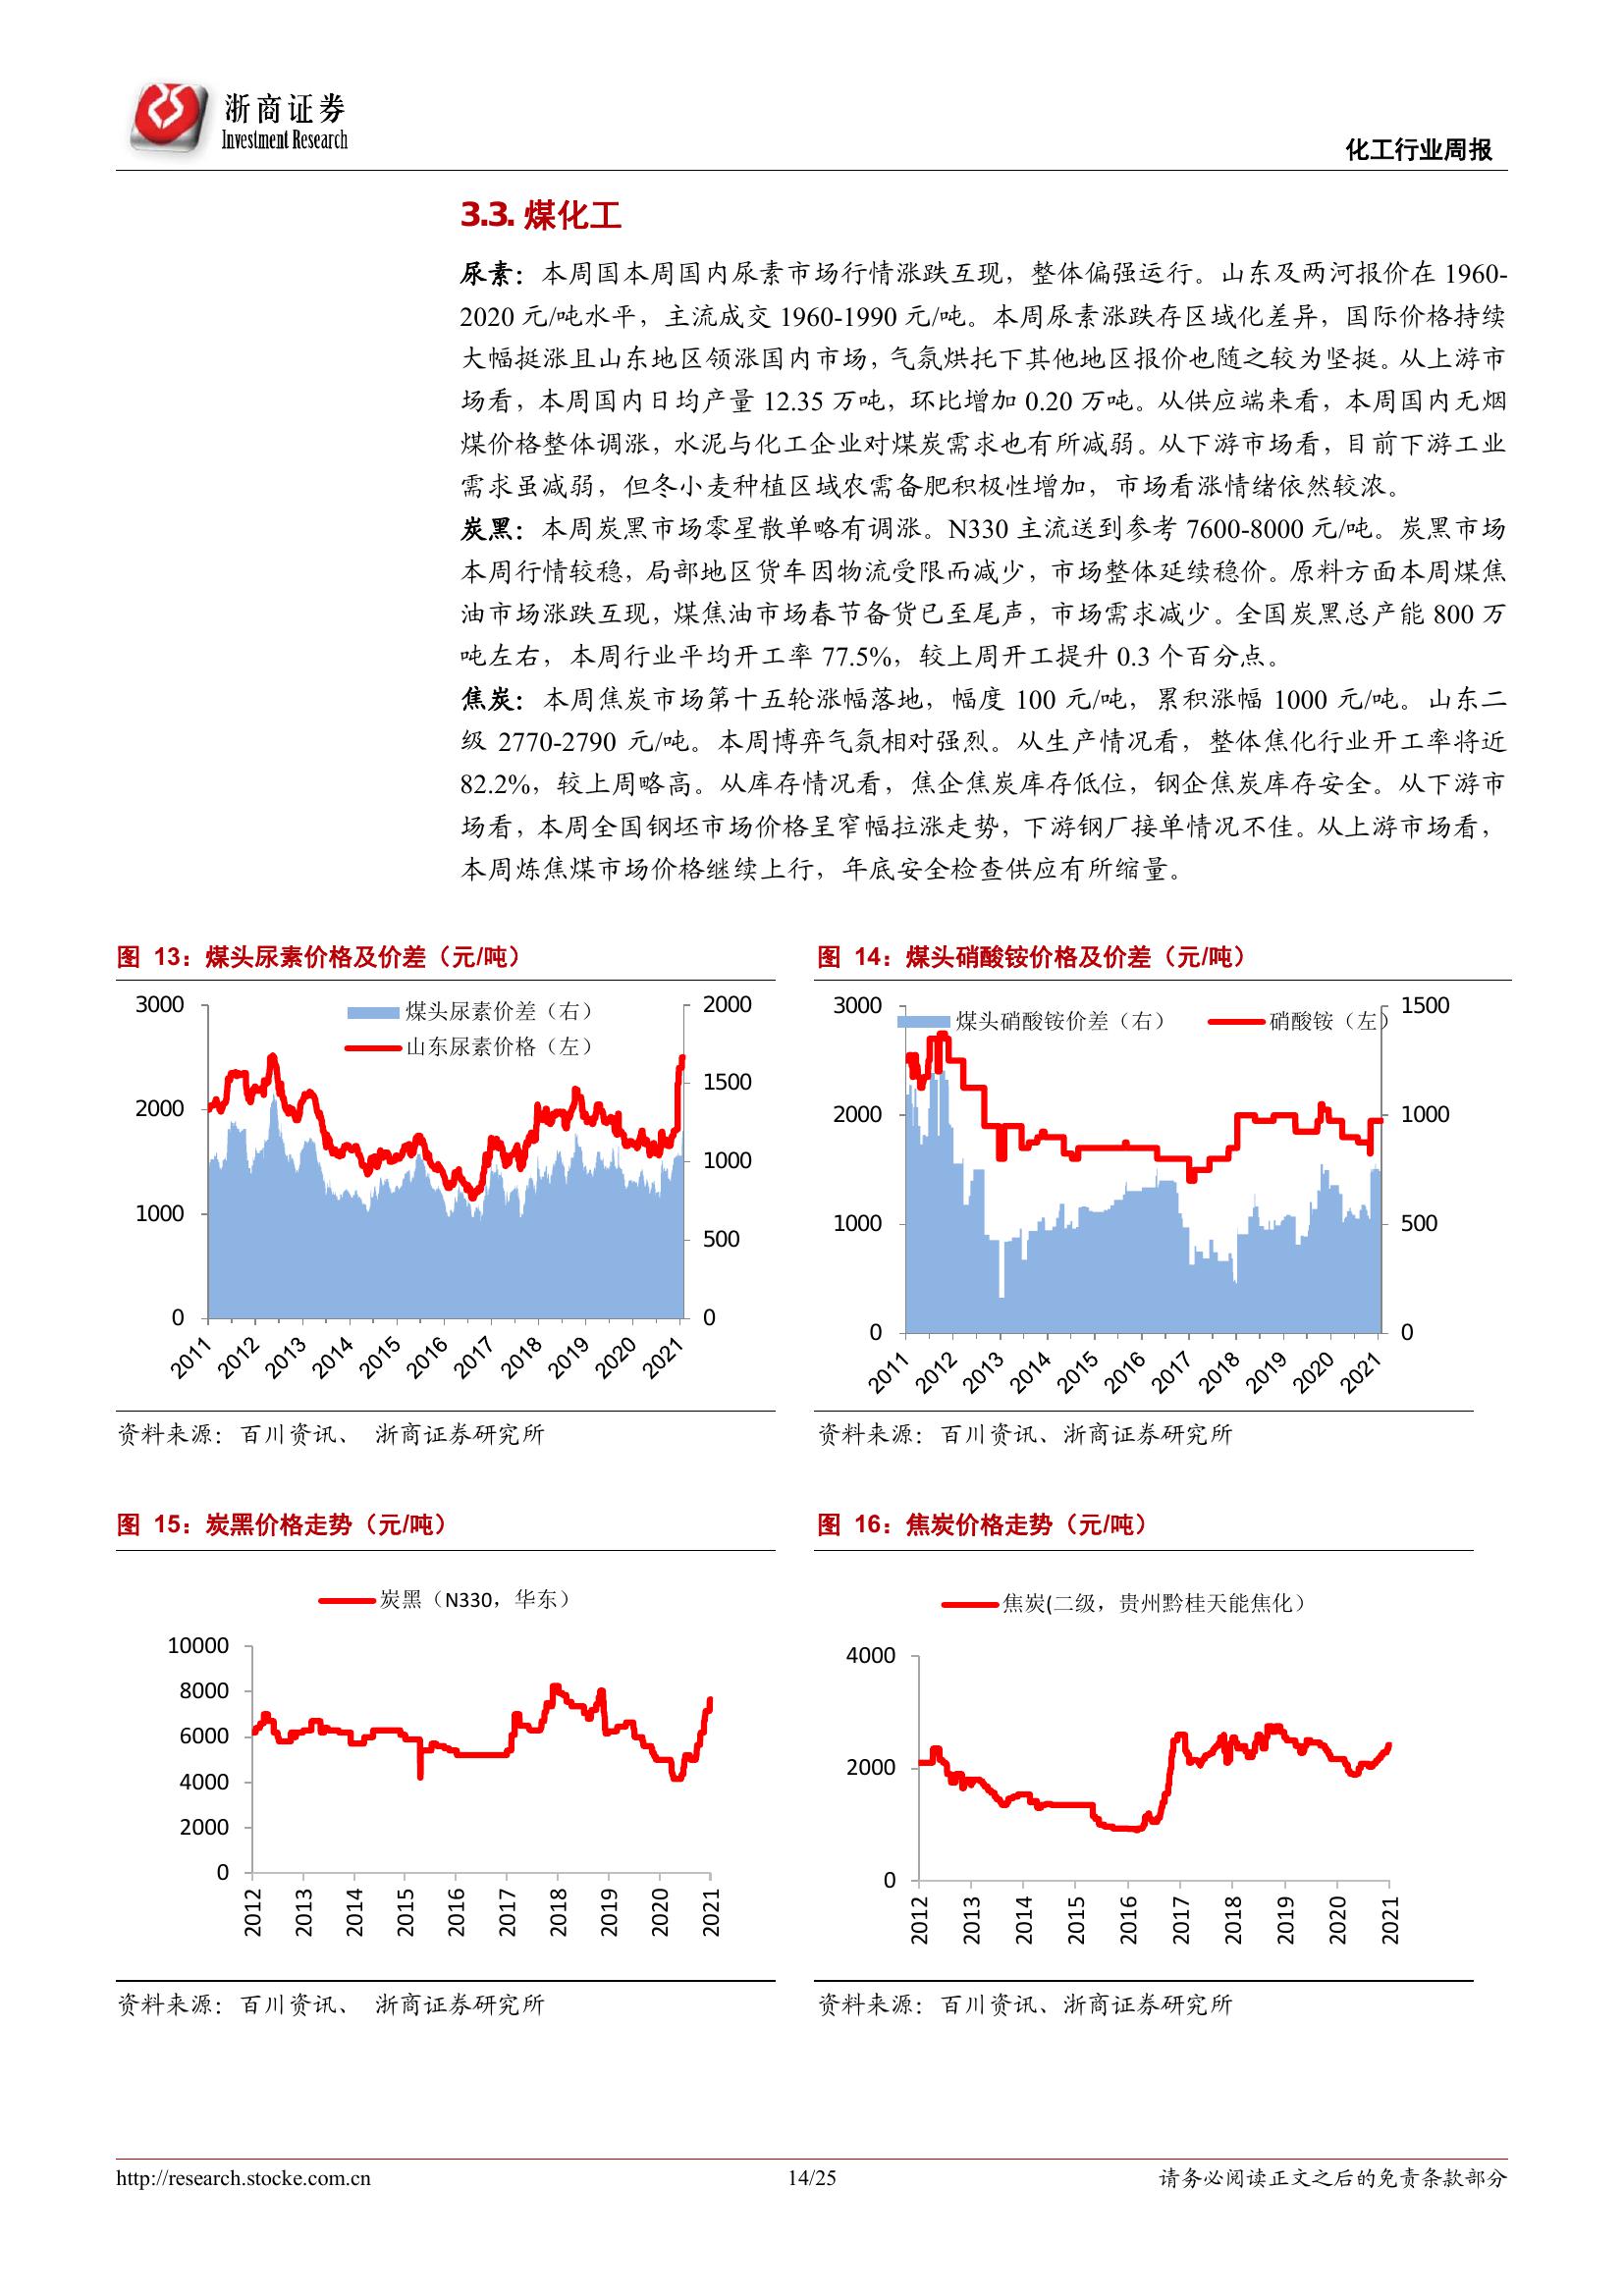 浙商证券
Investment Research
化工行业周报
3.3. 煤化工
尿素：本周国本周国内尿素市场行情涨跌互现，整体偏强运行。山东及两河报价在 1960-
2020 元/吨水平，主流成交 1960-1990 元/吨。本周尿素涨跌存区域化差异，国际价格持续
大幅挺涨且山东地区领涨国内市场，气氛烘托下其他地区报价也随之较为坚挺。从上游市
场看，本周国内日均产量 12.35 万吨，环比增加 0.20 万吨。从供应端来看，本周国内无烟
煤价格整体调涨，水泥与化工企业对煤炭需求也有所减弱。从下游市场看，目前下游工业
需求虽减弱，但冬小麦种植区域农需备肥积极性增加，市场看涨情绪依然较浓。
炭黑：本周炭黑市场零星散单略有调涨。N330 主流送到参考 7600-8000 元/吨。炭黑市场
本周行情较稳，局部地区货车因物流受限而减少，市场整体延续稳价。原料方面本周煤焦
油市场涨跌互现，煤焦油市场春节备货已至尾声，市场需求减少。全国炭黑总产能 800 万
吨左右，本周行业平均开工率 77.5%，较上周开工提升 0.3 个百分点。
焦炭：本周焦炭市场第十五轮涨幅落地，幅度 100 元/吨，累积涨幅 1000 元/吨。山东二
级 2770-2790 元/吨。本周博弈气氛相对强烈。从生产情况看，整体焦化行业开工率将近
82.2%，较上周略高。从库存情况看，焦企焦炭库存低位，钢企焦炭库存安全。从下游市
场看，本周全国钢坯市场价格呈窄幅拉涨走势，下游钢厂接单情况不佳。从上游市场看，
本周炼焦煤市场价格继续上行，年底安全检查供应有所缩量。
图 13：煤头尿素价格及价差（元/吨）
煤头尿素价差（右）
山东尿素价格（左）
3000
2000
1000
0
2000
1500
1000
500
0
2011 2012 2013 2014 2015 2016 2017 2018 2019 2020 2021
资料来源：百川资讯、 浙商证券研究所
图 14：煤头硝酸铵价格及价差（元/吨）
煤头硝酸铵价差（右） 硝酸铵（左）
3000
2000
1000
0
1500
1000
500
0
2011 2012 2013 2014 2015 2016 2017 2018 2019 2020 2021
资料来源：百川资讯、浙商证券研究所
图 15：炭黑价格走势（元/吨）
炭黑（N330，华东）
10000
8000
6000
4000
2000
0
2012 2013 2014 2015 2016 2017 2018 2019 2020 2021
资料来源：百川资讯、 浙商证券研究所
图 16：焦炭价格走势（元/吨）
焦炭(二级，贵州黔桂天能焦化）
4000
2000
0
2012 2013 2014 2015 2016 2017 2018 2019 2020 2021
资料来源：百川资讯、浙商证券研究所
http://research.stocke.com.cn
14/25
请务必阅读正文之后的免责条款部分